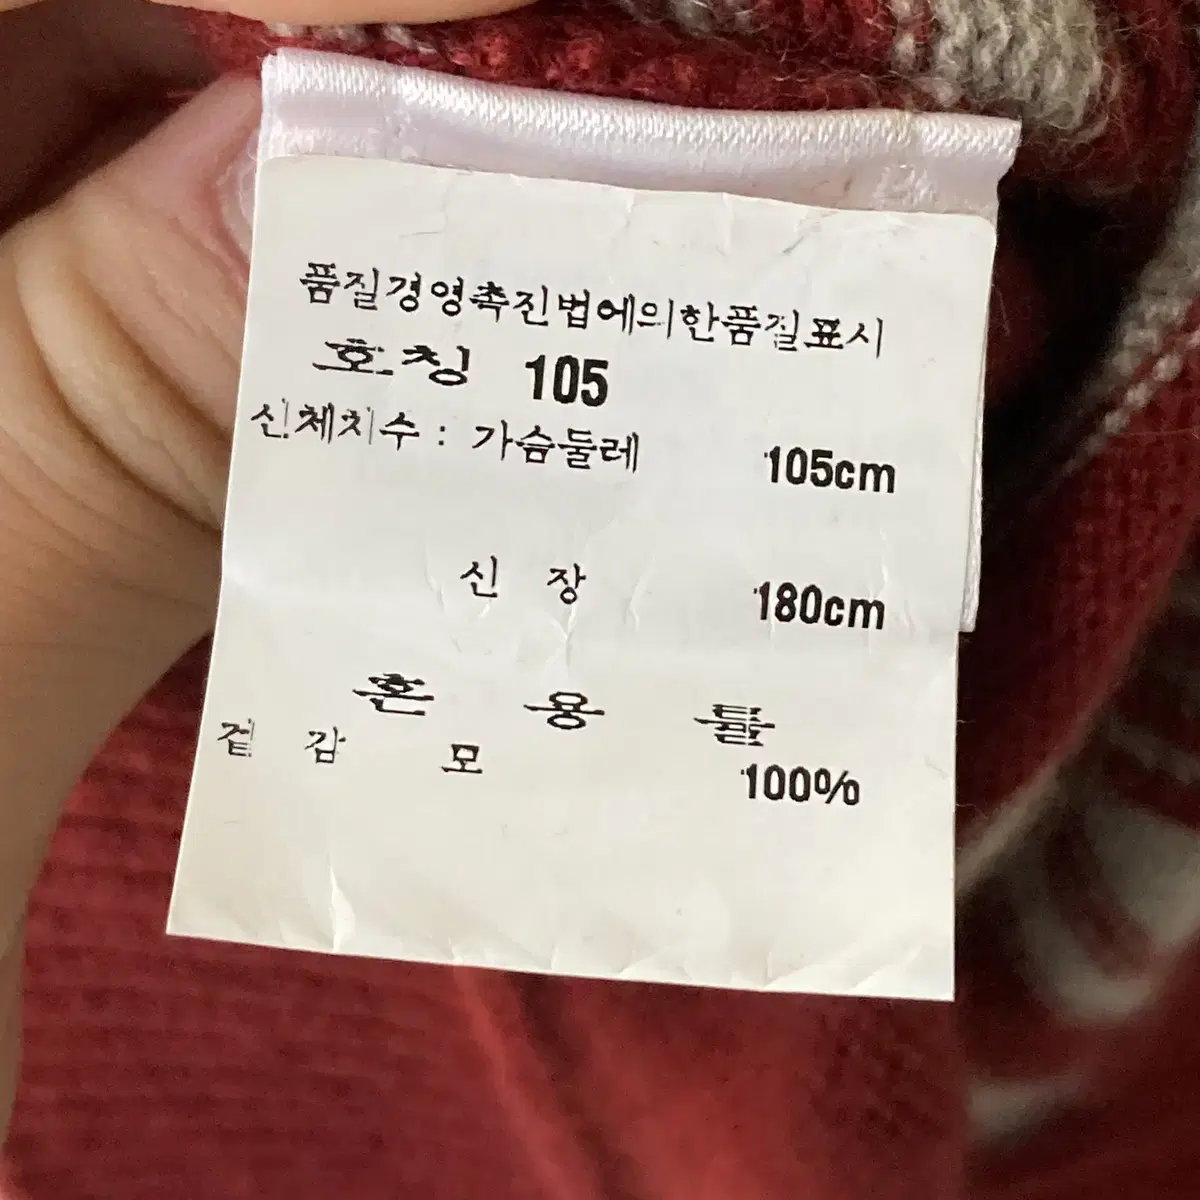 품질경영촉진법에의한품질표시
호칭 105
신체치수 : 가슴둘레 105cm
신 장 180cm
혼 용 률
겉 감 모 100%